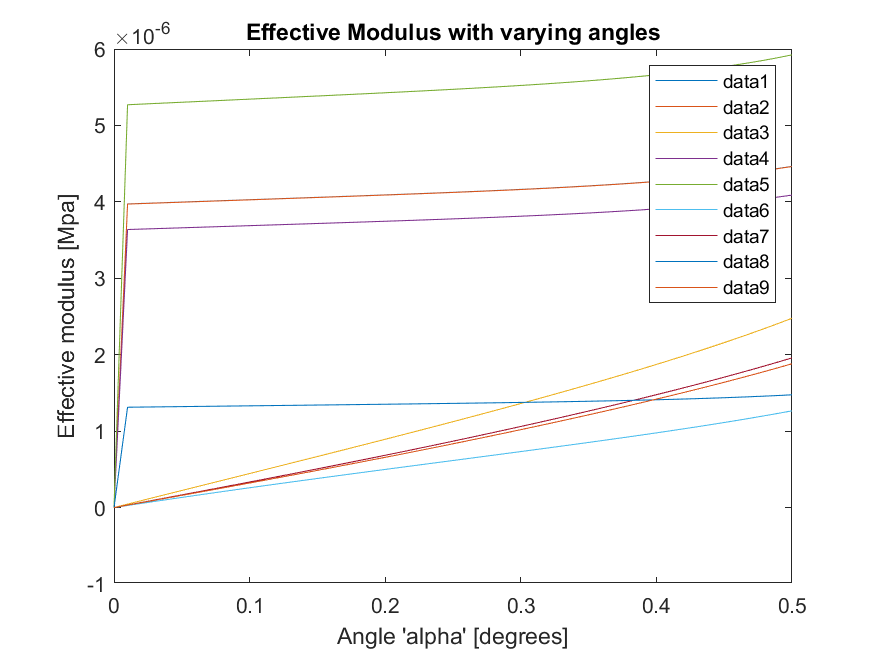 Effective Modulus with varying angles
×10⁻⁶
6
5
4
3
2
1
0
-1
Effective modulus [Mpa]
0 0.1 0.2 0.3 0.4 0.5
Angle 'alpha' [degrees]
data1
data2
data3
data4
data5
data6
data7
data8
data9